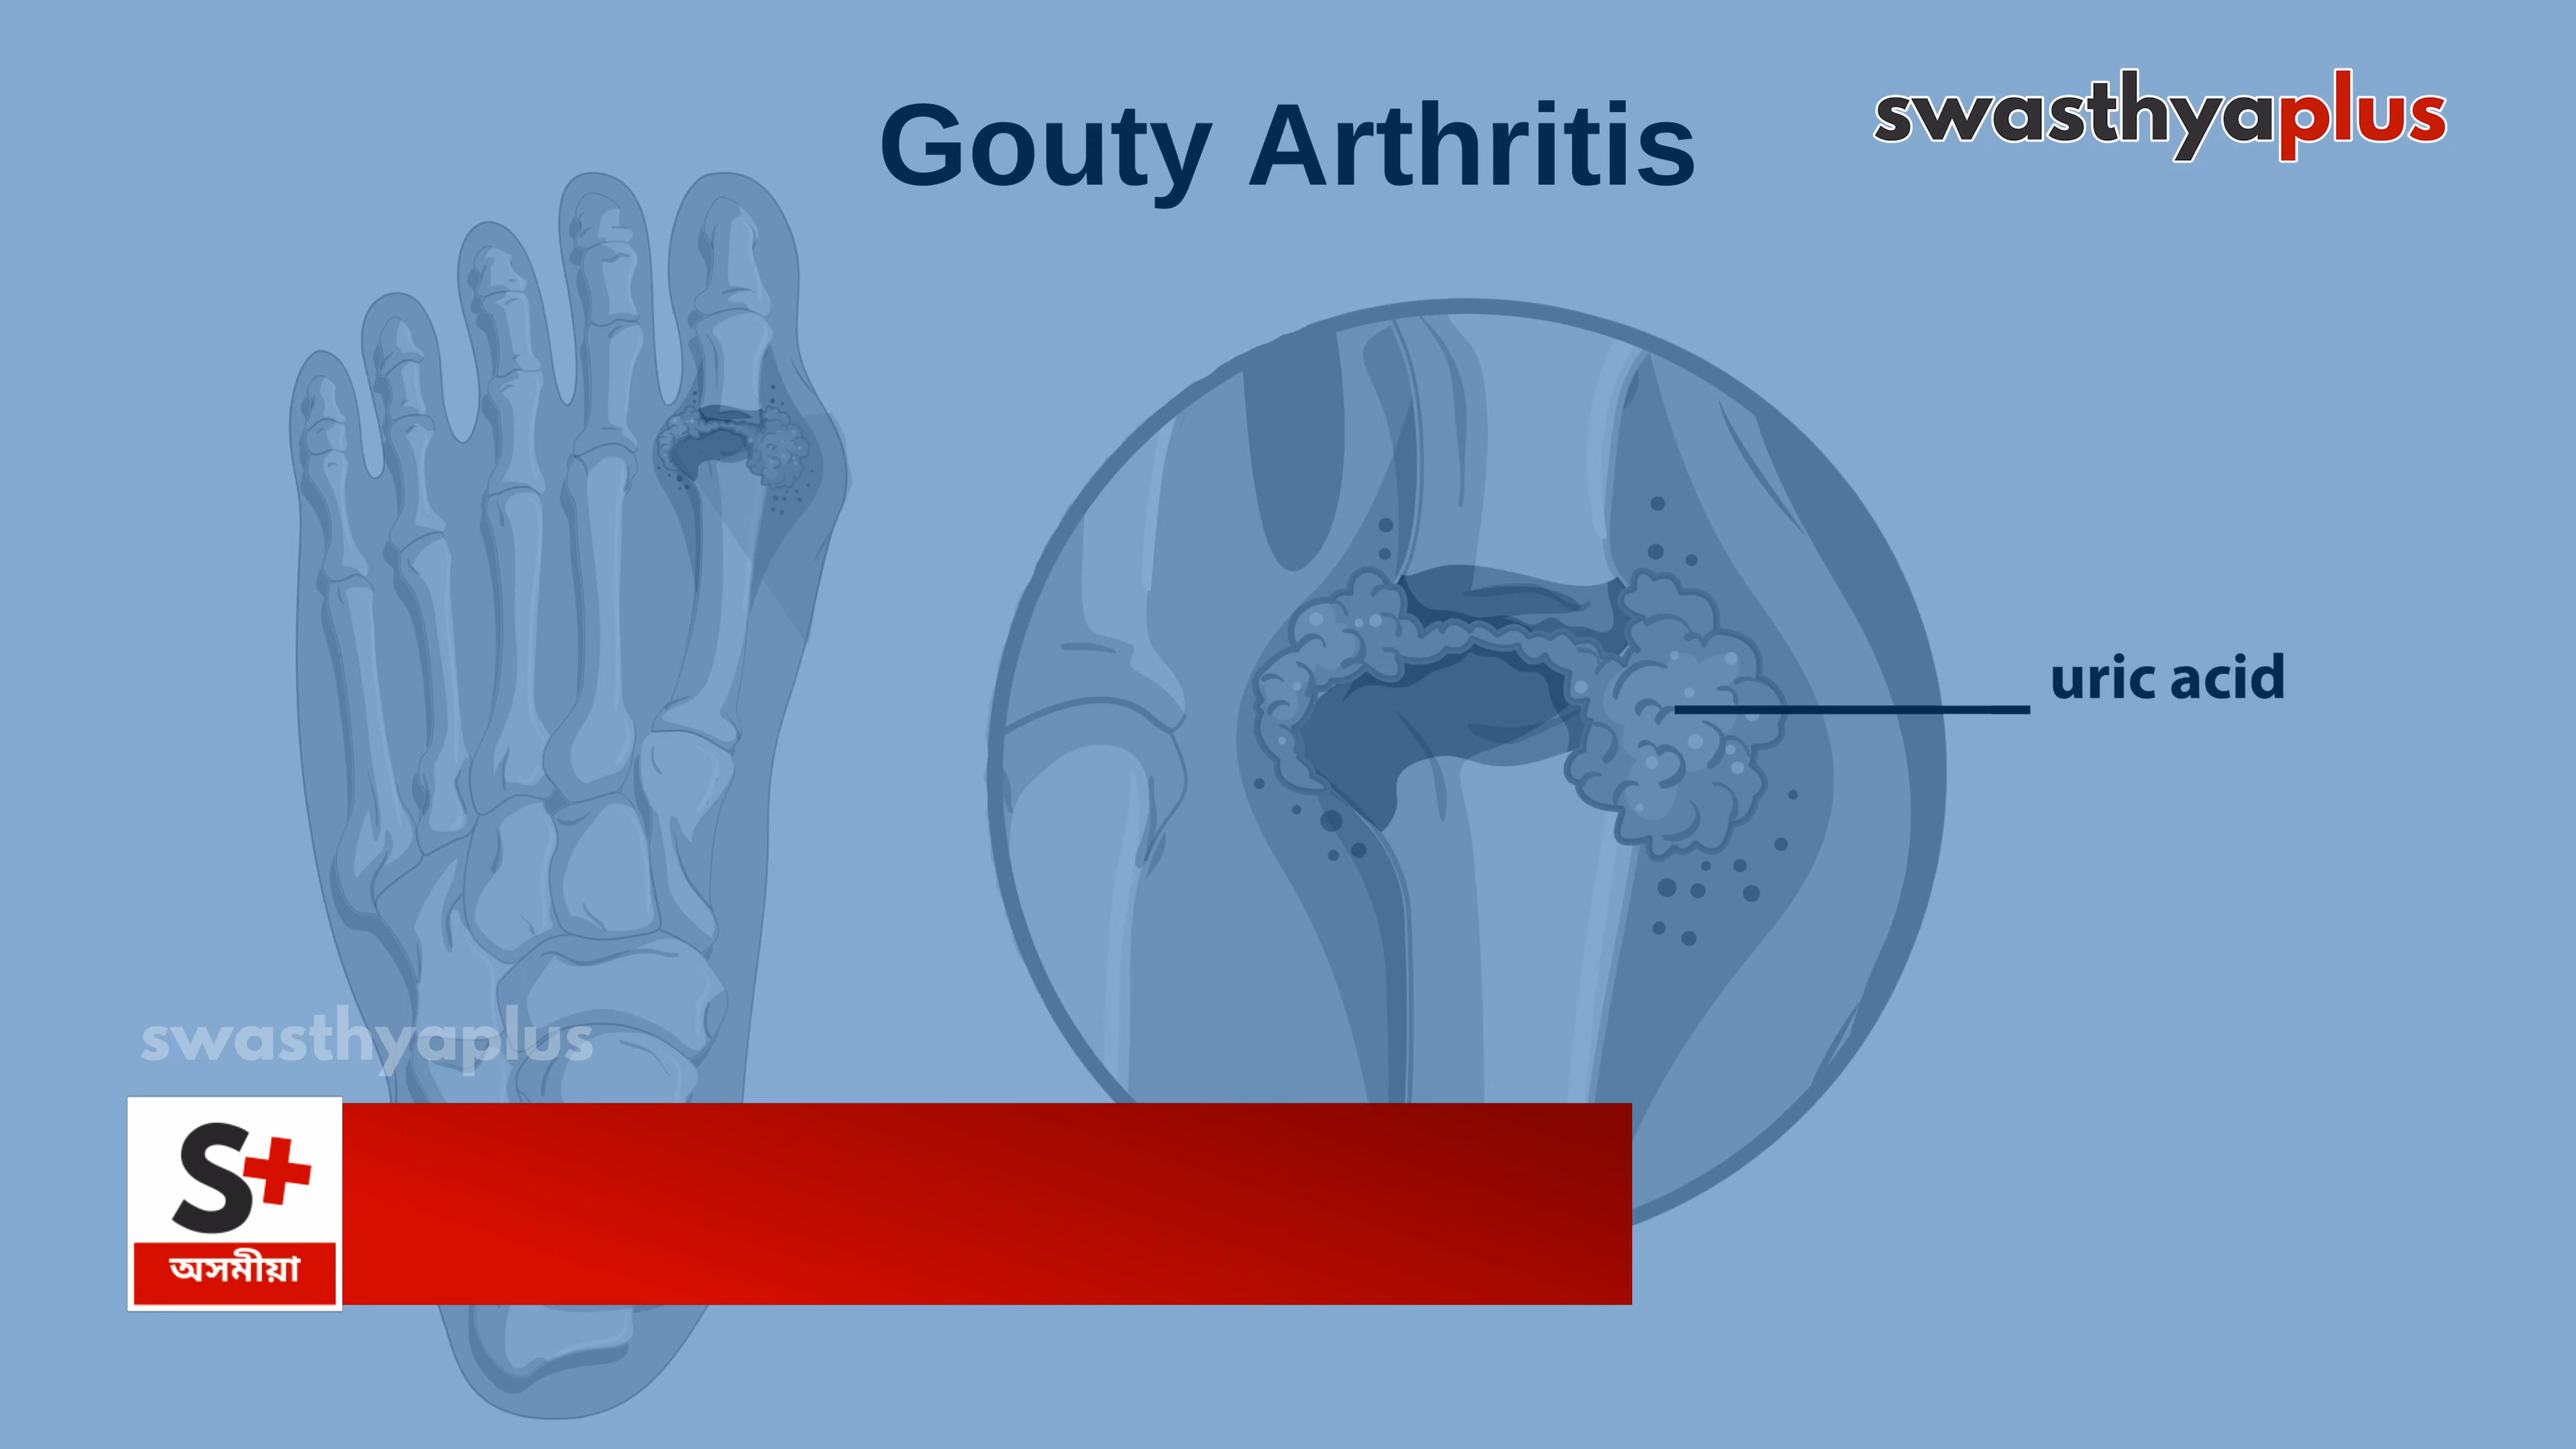 Gouty Arthritis
swasthyaplus
uric acid
swasthyaplus
S+
অসমীয়া